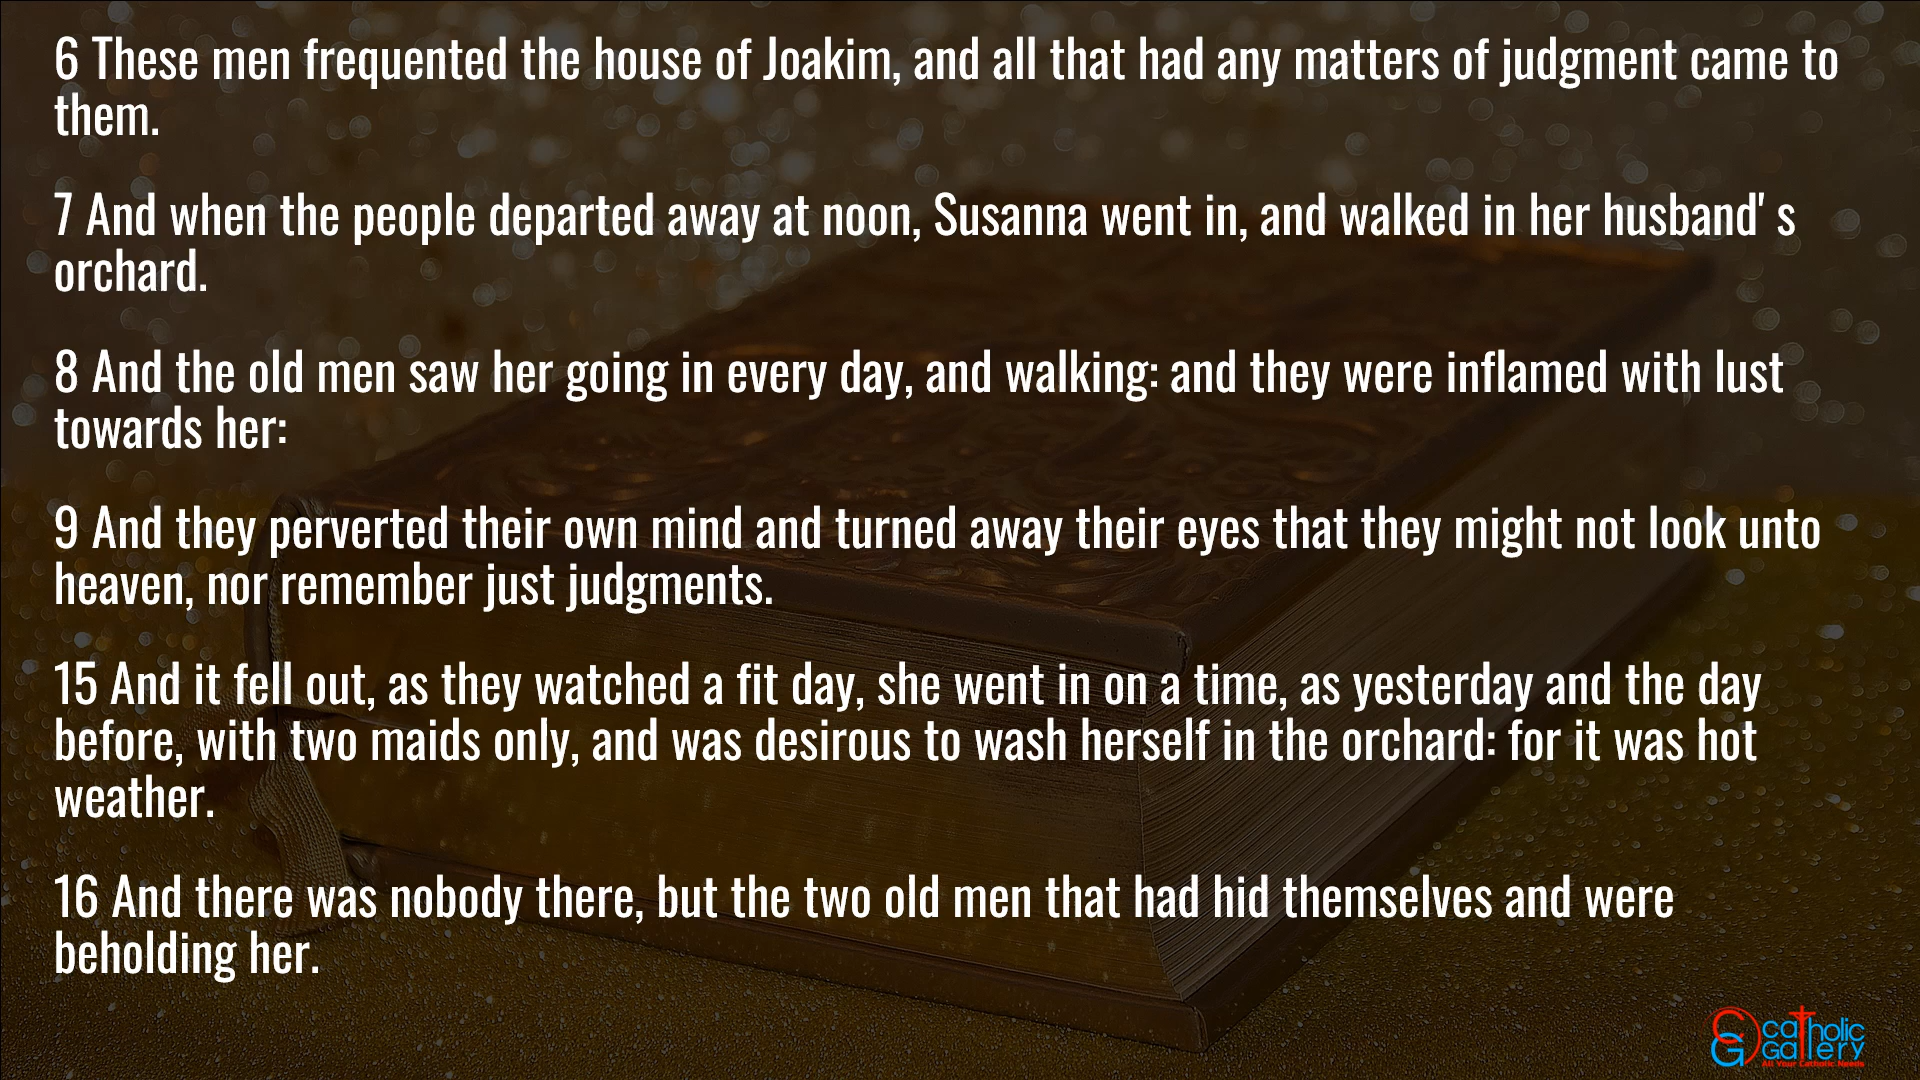 6 These men frequented the house of Joakim, and all that had any matters of judgment came to
them.
7 And when the people departed away at noon, Susanna went in, and walked in her husband' s
orchard.
8 And the old men saw her going in every day, and walking: and they were inflamed with lust
towards her:
9 And they perverted their own mind and turned away their eyes that they might not look unto
heaven, nor remember just judgments.
15 And it fell out, as they watched a fit day, she went in on a time, as yesterday and the day
before, with two maids only, and was desirous to wash herself in the orchard: for it was hot
weather.
16 And there was nobody there, but the two old men that had hid themselves and were
beholding her.
CG catholic
Gallery
All Your Catholic Needs